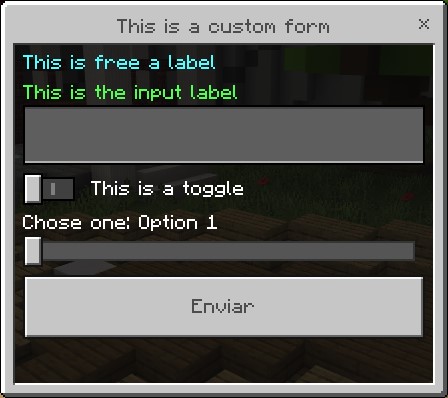 This is a custom form
This is free a label
This is the input label
This is a toggle
Chose one: Option 1
Enviar